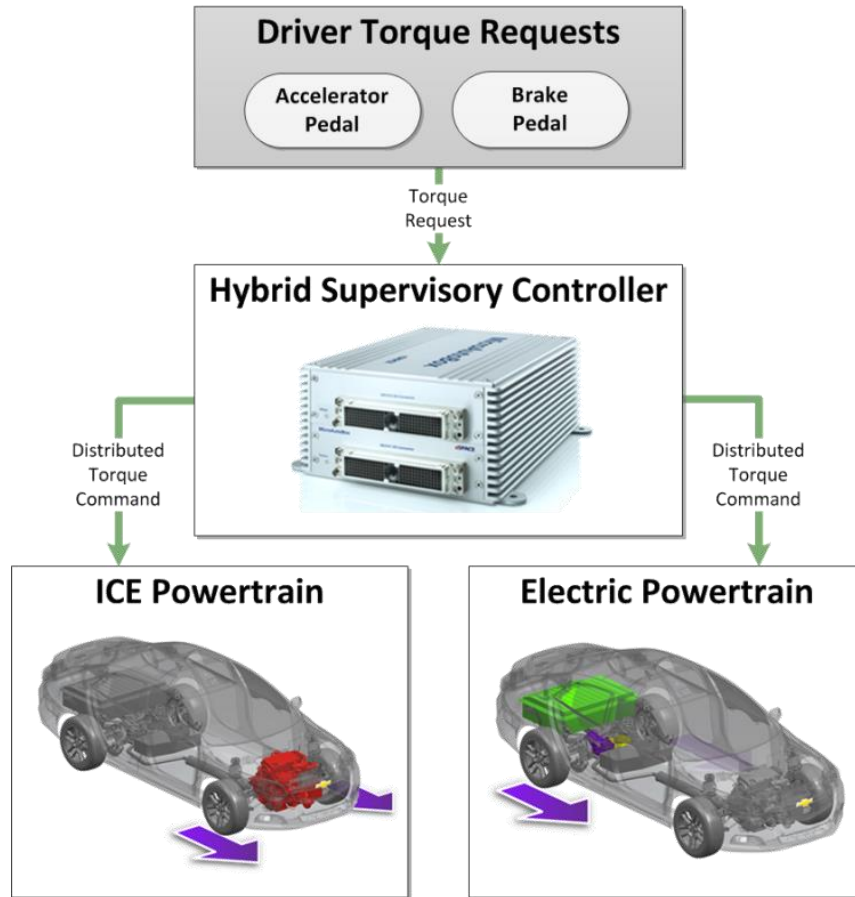 Driver Torque Requests
Accelerator
Pedal
Brake
Pedal
Torque
Request
Hybrid Supervisory Controller
MicroAutoBox
Distributed
Torque
Command
Distributed
Torque
Command
ICE Powertrain
Electric Powertrain